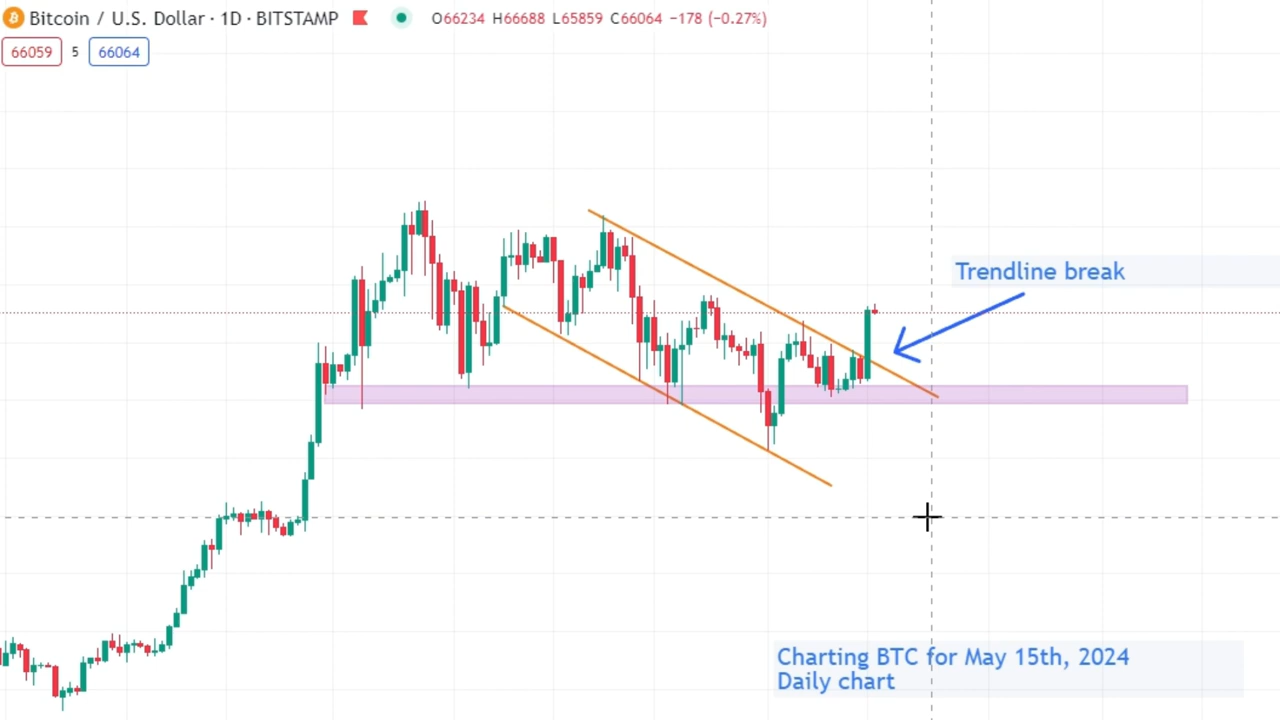 Bitcoin / U.S. Dollar · 1D · BITSTAMP O66234 H66688 L65859 C66064 −178 (−0.27%)
66059 5 66064
Trendline break
Charting BTC for May 15th, 2024
Daily chart